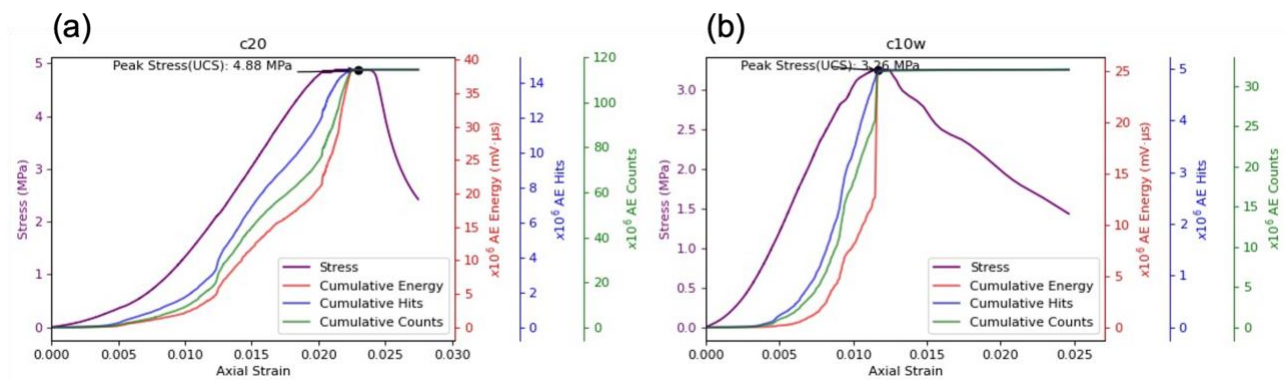 (a)
c20
Peak Stress(UCS): 4.88 MPa
5
4
3
2
1
0
Stress (MPa)
0.000 0.005 0.010 0.015 0.020 0.025 0.030
Axial Strain
Stress
Cumulative Energy
Cumulative Hits
Cumulative Counts
40
35
30
25
20
15
10
5
0
x10⁶ AE Energy (mV·μs)
14
12
10
8
6
4
2
0
x10⁶ AE Hits
120
100
80
60
40
20
0
x10⁶ AE Counts
(b)
c10w
Peak Stress(UCS): 3.26 MPa
3.0
2.5
2.0
1.5
1.0
0.5
0.0
Stress (MPa)
0.000 0.005 0.010 0.015 0.020 0.025
Axial Strain
Stress
Cumulative Energy
Cumulative Hits
Cumulative Counts
25
20
15
10
5
0
x10⁶ AE Energy (mV·μs)
5
4
3
2
1
0
x10⁶ AE Hits
30
25
20
15
10
5
0
x10⁶ AE Counts